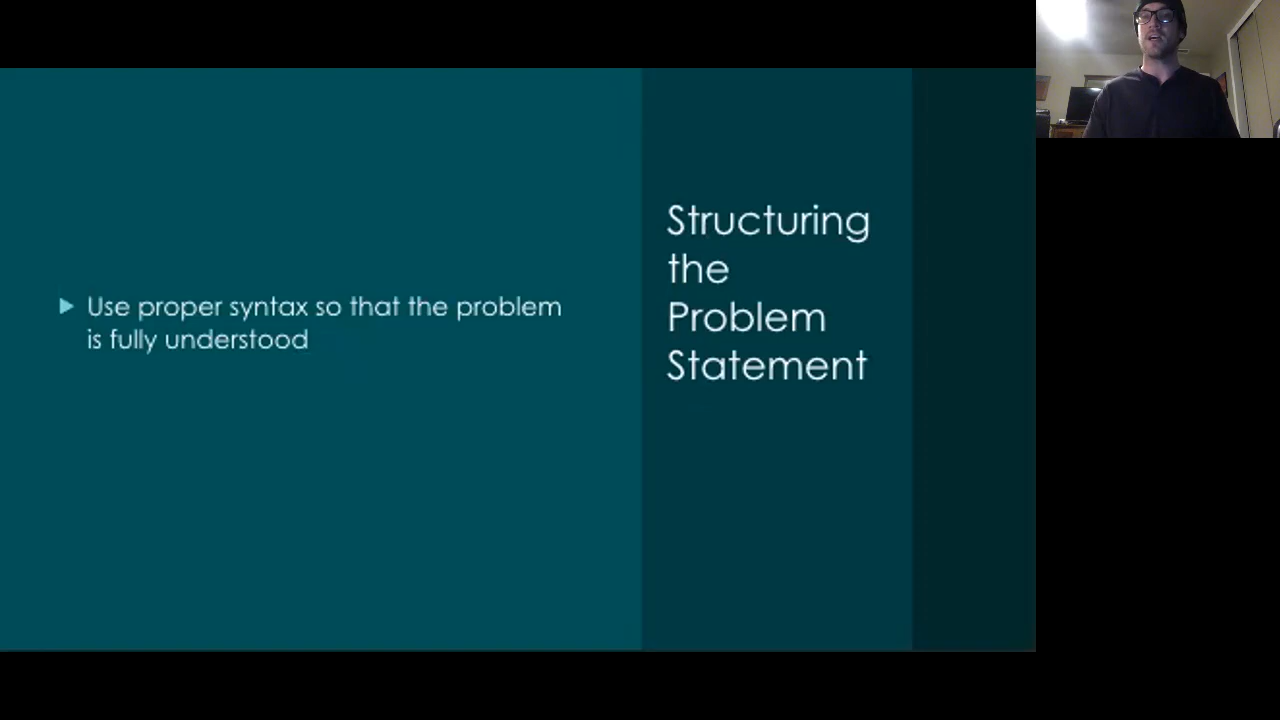 Structuring
the
Problem
Statement
Use proper syntax so that the problem
is fully understood